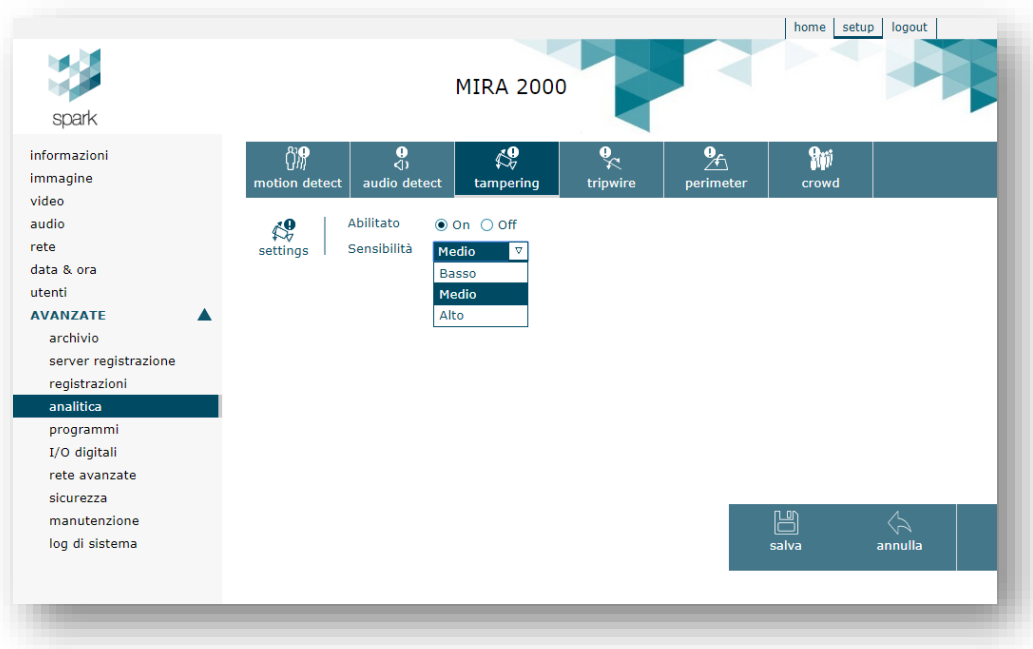 home setup logout
MIRA 2000
spark
informazioni
immagine
video
audio
rete
data & ora
utenti
AVANZATE
archivio
server registrazione
registrazioni
analitica
programmi
I/O digitali
rete avanzate
sicurezza
manutenzione
log di sistema
motion detect audio detect tampering tripwire perimeter crowd
settings
Abilitato On Off
Sensibilità Medio
Basso
Medio
Alto
salva annulla